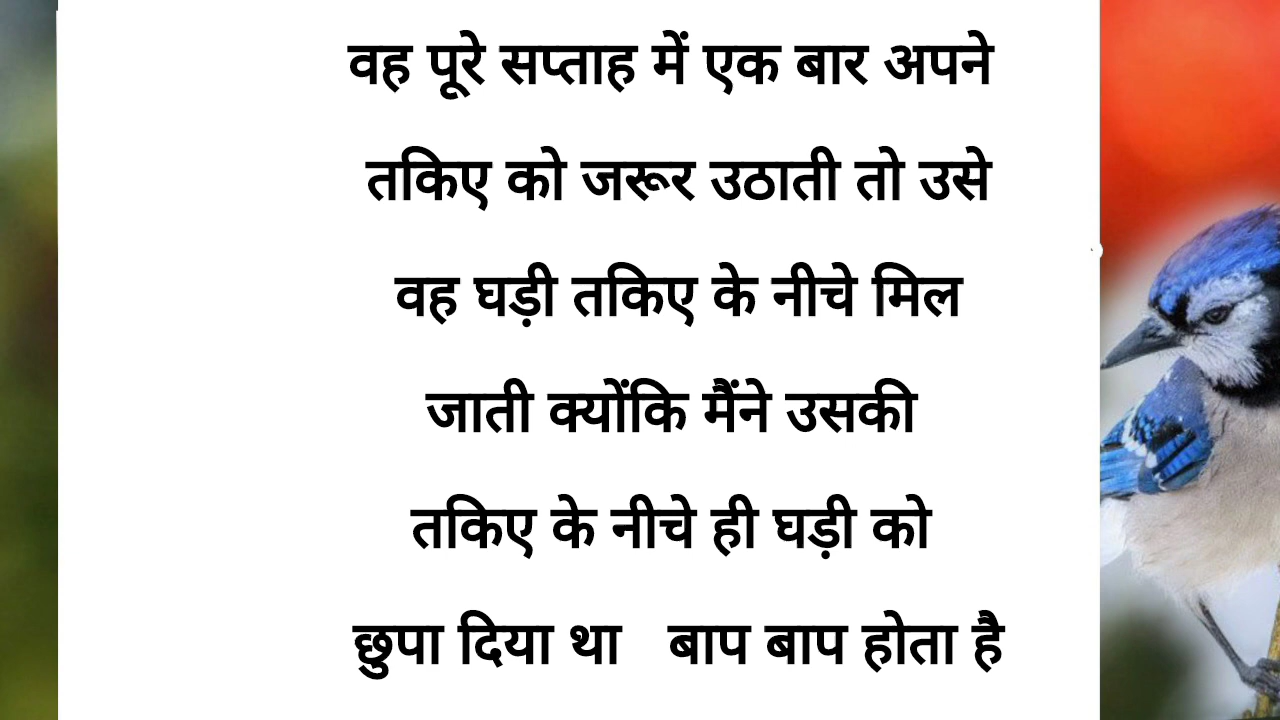 वह पूरे सप्ताह में एक बार अपने
तकिए को जरूर उठाती तो उसे
वह घड़ी तकिए के नीचे मिल
जाती क्योंकि मैंने उसकी
तकिए के नीचे ही घड़ी को
छुपा दिया था बाप बाप होता है